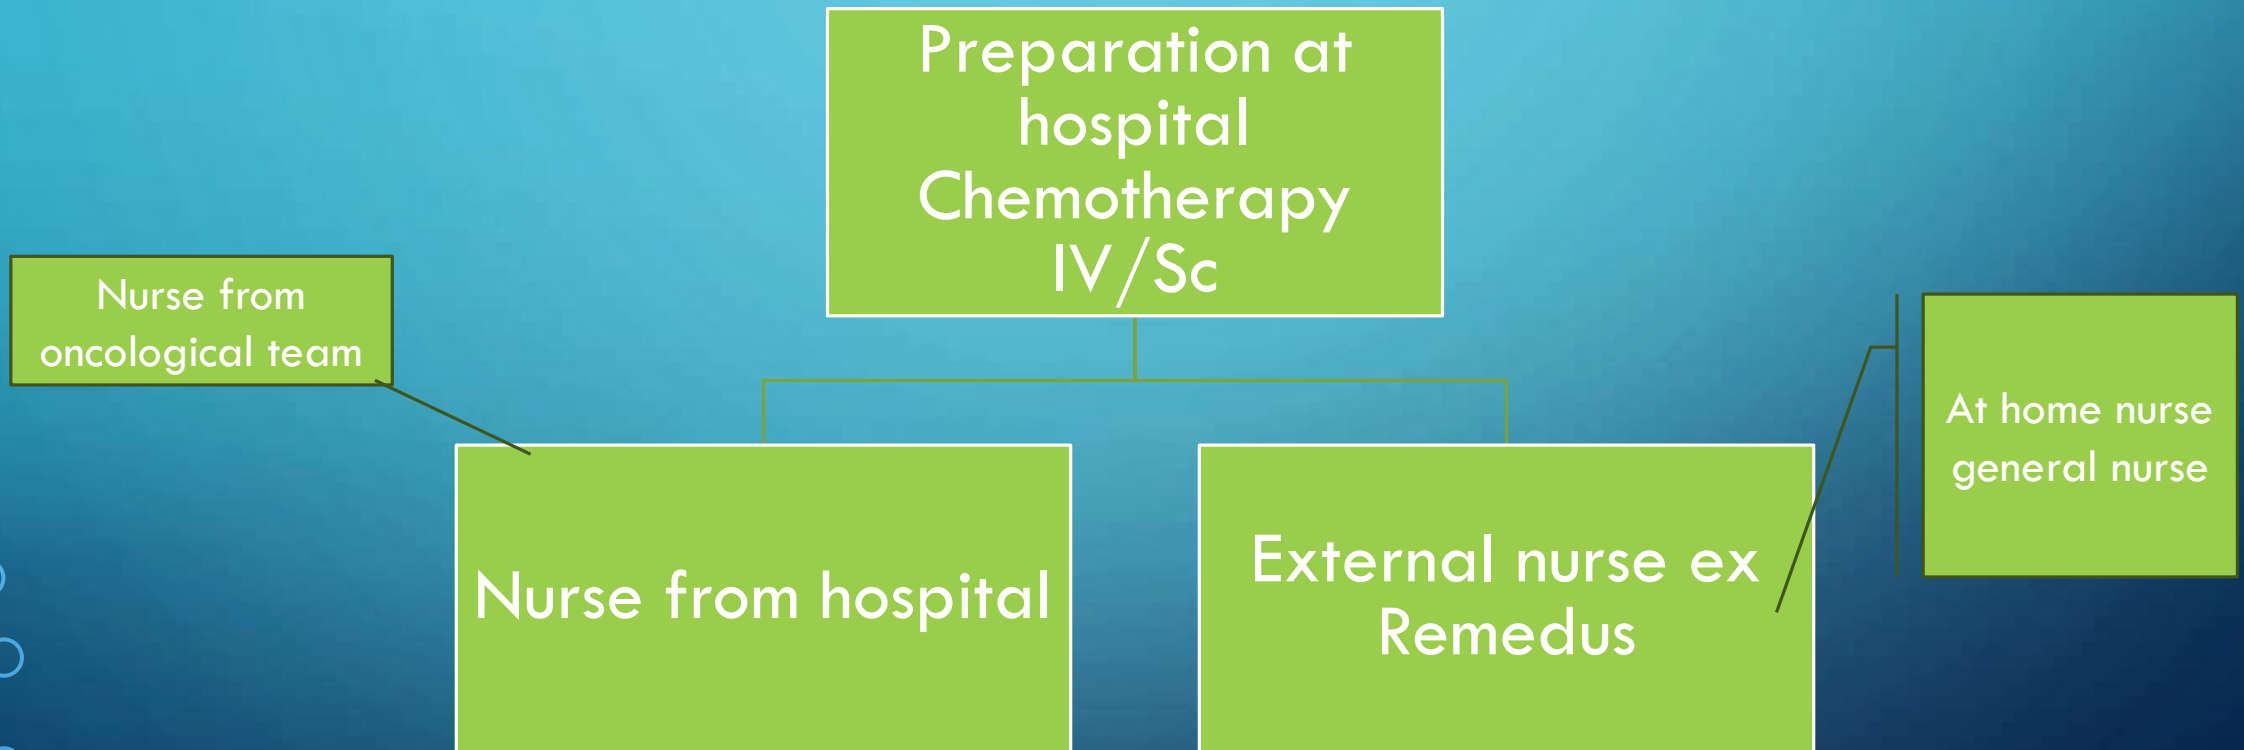 Preparation at
hospital
Chemotherapy
IV/Sc
Nurse from
oncological team
At home nurse
general nurse
Nurse from hospital
External nurse ex
Remedus